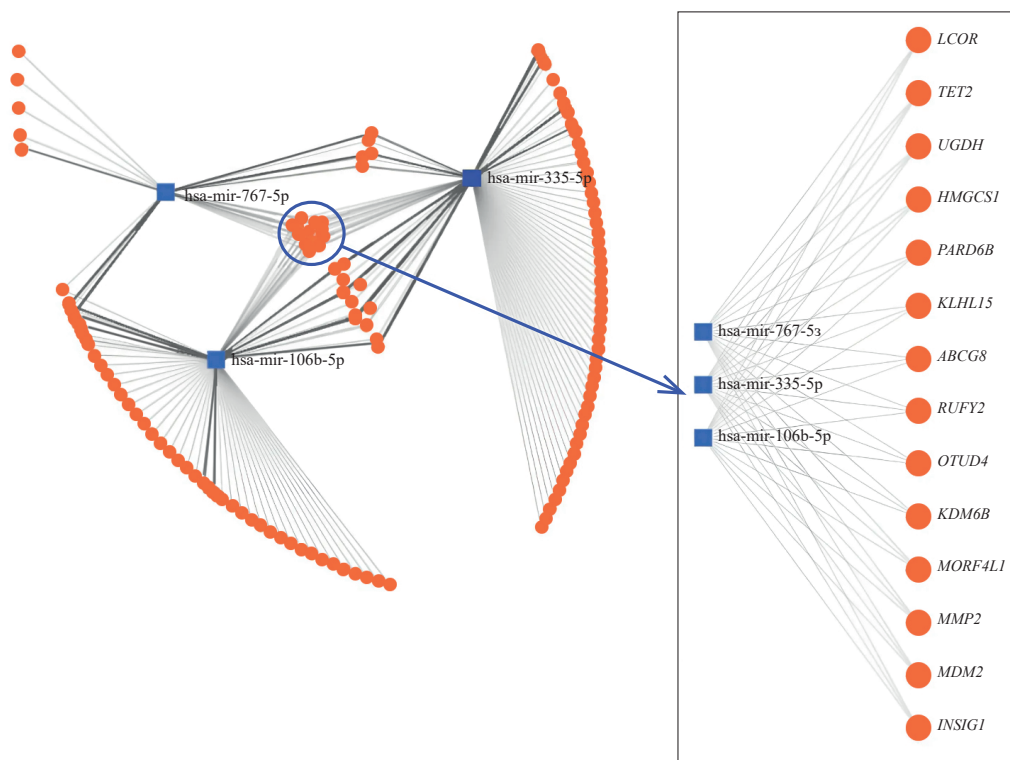 hsa-mir-767-5p
hsa-mir-335-5p
hsa-mir-106b-5p
hsa-mir-767-5з
hsa-mir-335-5p
hsa-mir-106b-5p
LCOR
TET2
UGDH
HMGCS1
PARD6B
KLHL15
ABCG8
RUFY2
OTUD4
KDM6B
MORF4L1
MMP2
MDM2
INSIG1